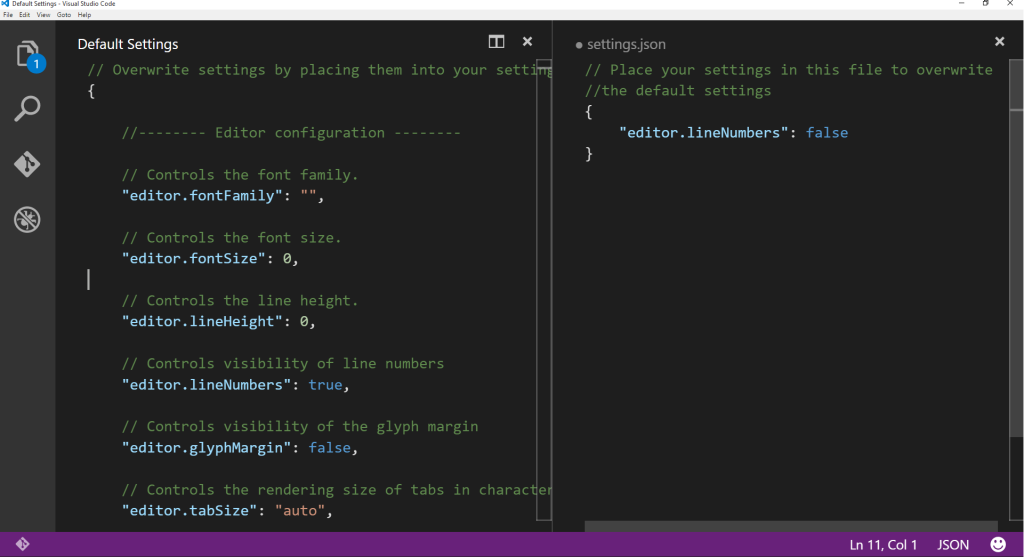 Default Settings - Visual Studio Code
File Edit View Goto Help
1
Default Settings
// Overwrite settings by placing them into your setting
{
//-------- Editor configuration --------
// Controls the font family.
"editor.fontFamily": "",
// Controls the font size.
"editor.fontSize": 0,
// Controls the line height.
"editor.lineHeight": 0,
// Controls visibility of line numbers
"editor.lineNumbers": true,
// Controls visibility of the glyph margin
"editor.glyphMargin": false,
// Controls the rendering size of tabs in character
"editor.tabSize": "auto",
settings.json
// Place your settings in this file to overwrite
//the default settings
{
"editor.lineNumbers": false
}
Ln 11, Col 1 JSON